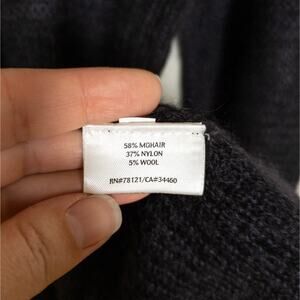 58% MOHAIR
37% NYLON
5% WOOL
RN#78121/CA#34460